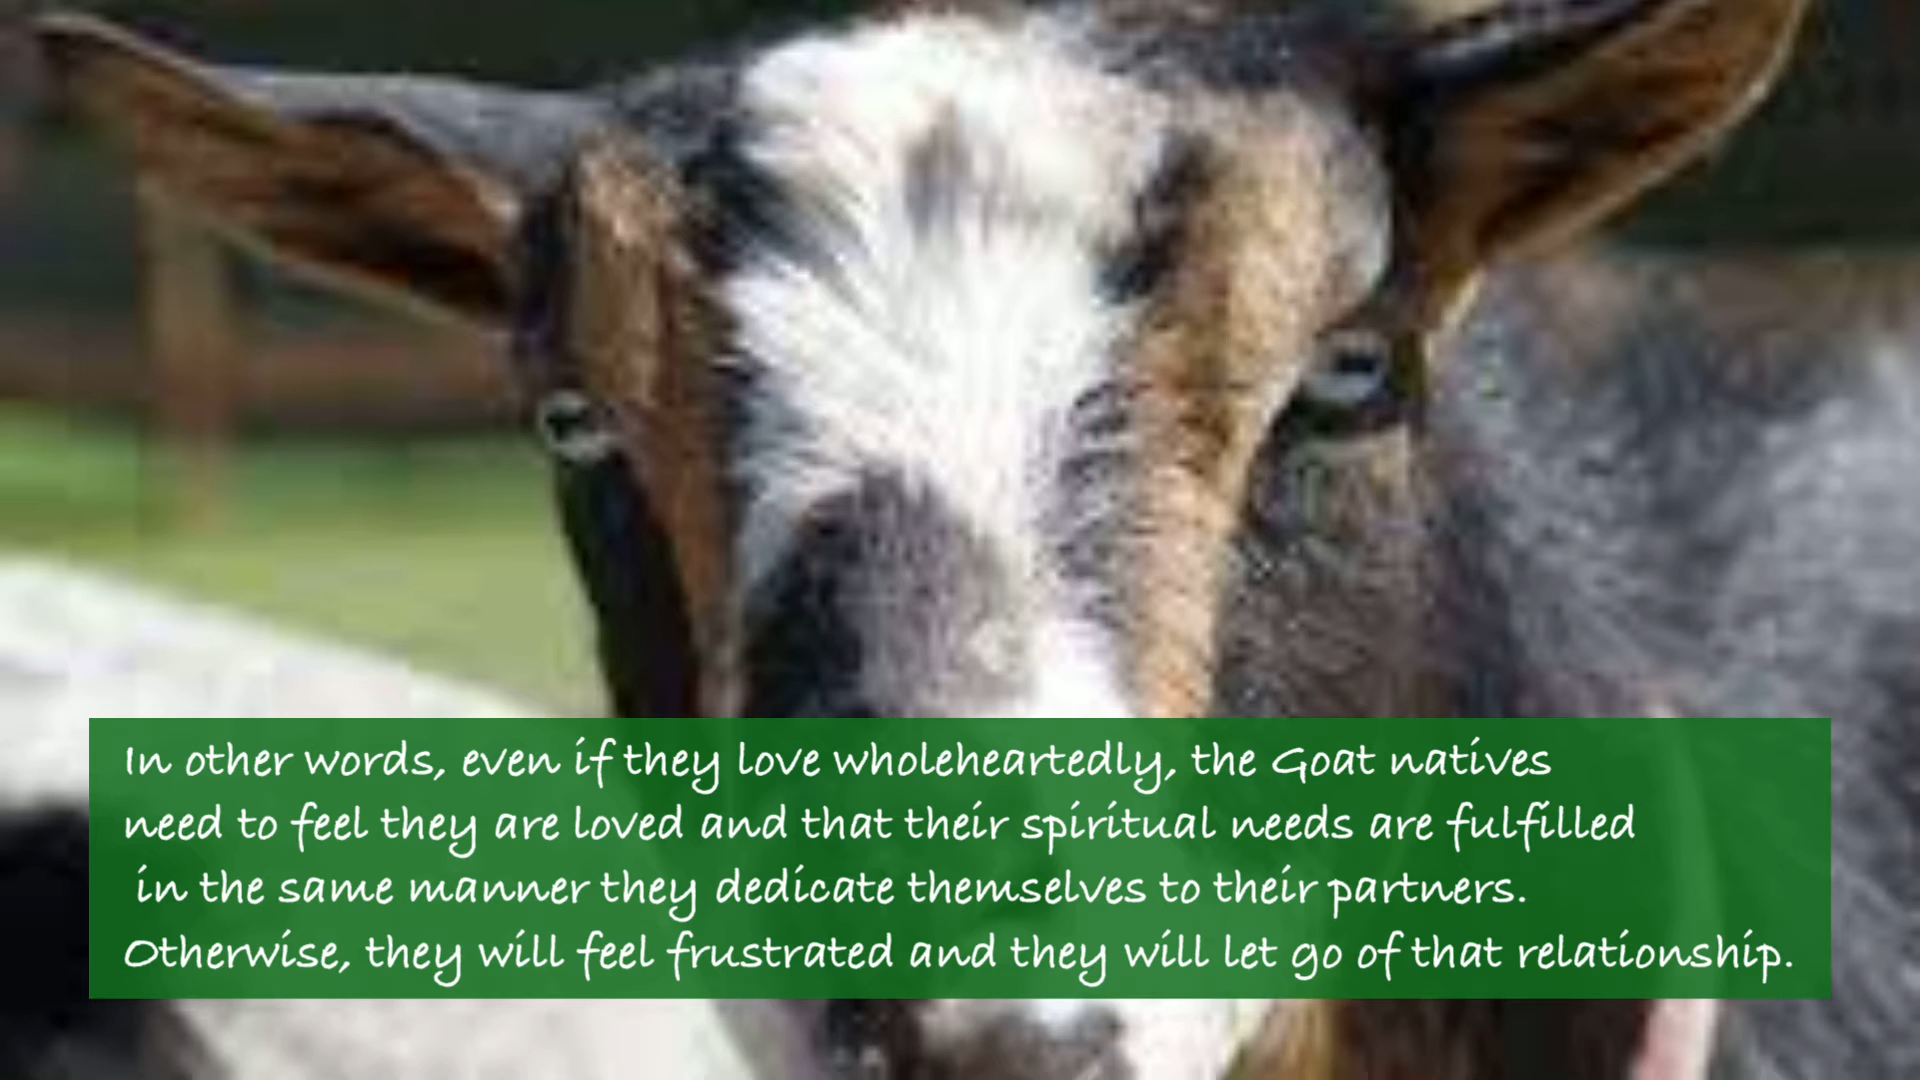 In other words, even if they love wholeheartedly, the Goat natives
need to feel they are loved and that their spiritual needs are fulfilled
in the same manner they dedicate themselves to their partners.
Otherwise, they will feel frustrated and they will let go of that relationship.